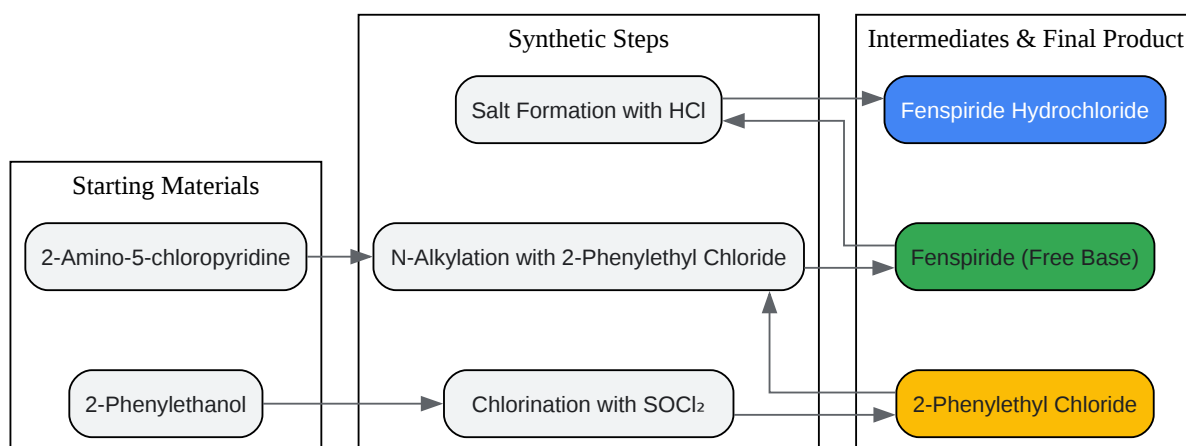 Synthetic Steps
Intermediates & Final Product
Salt Formation with HCl
Fenspiride Hydrochloride
Starting Materials
2-Amino-5-chloropyridine
N-Alkylation with 2-Phenylethyl Chloride
Fenspiride (Free Base)
2-Phenylethanol
Chlorination with SOCl₂
2-Phenylethyl Chloride